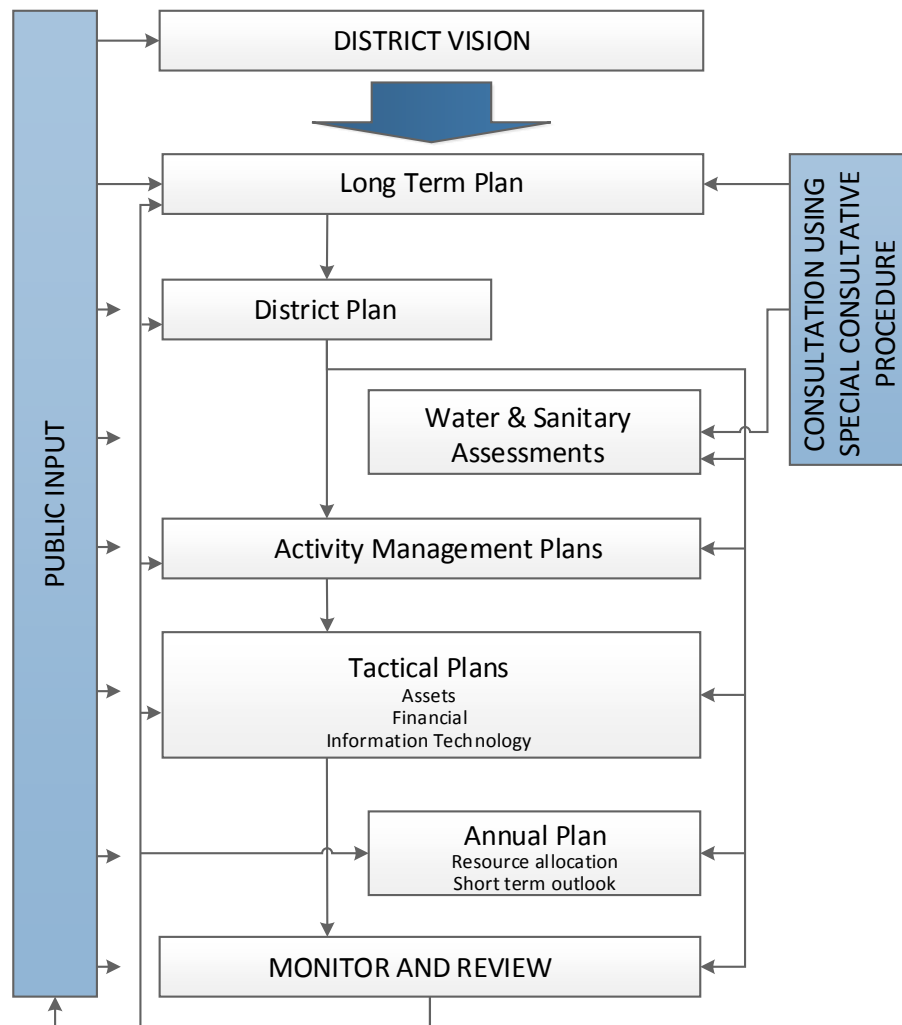 DISTRICT VISION
Long Term Plan
District Plan
Water & Sanitary
Assessments
Activity Management Plans
Tactical Plans
Assets
Financial
Information Technology
Annual Plan
Resource allocation
Short term outlook
MONITOR AND REVIEW
PUBLIC INPUT
CONSULTATION USING
SPECIAL CONSULTATIVE
PROCEDURE